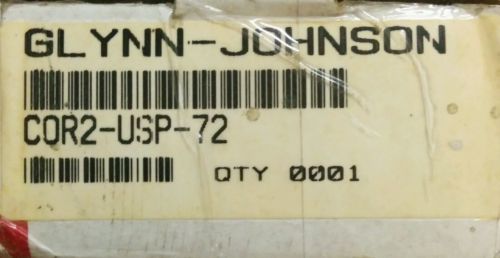 GLYNN-JOHNSON
COR2-USP-72
QTY 0001